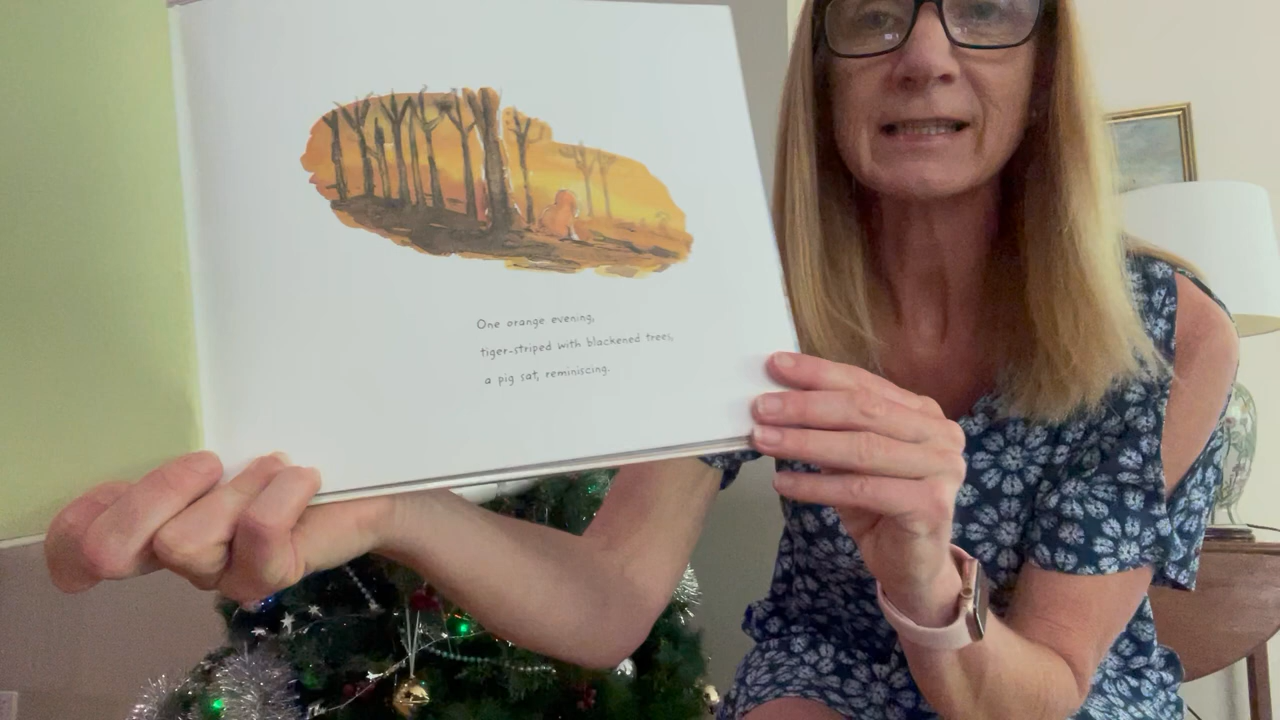 One orange evening,
tiger-striped with blackened trees,
a pig sat, reminiscing.